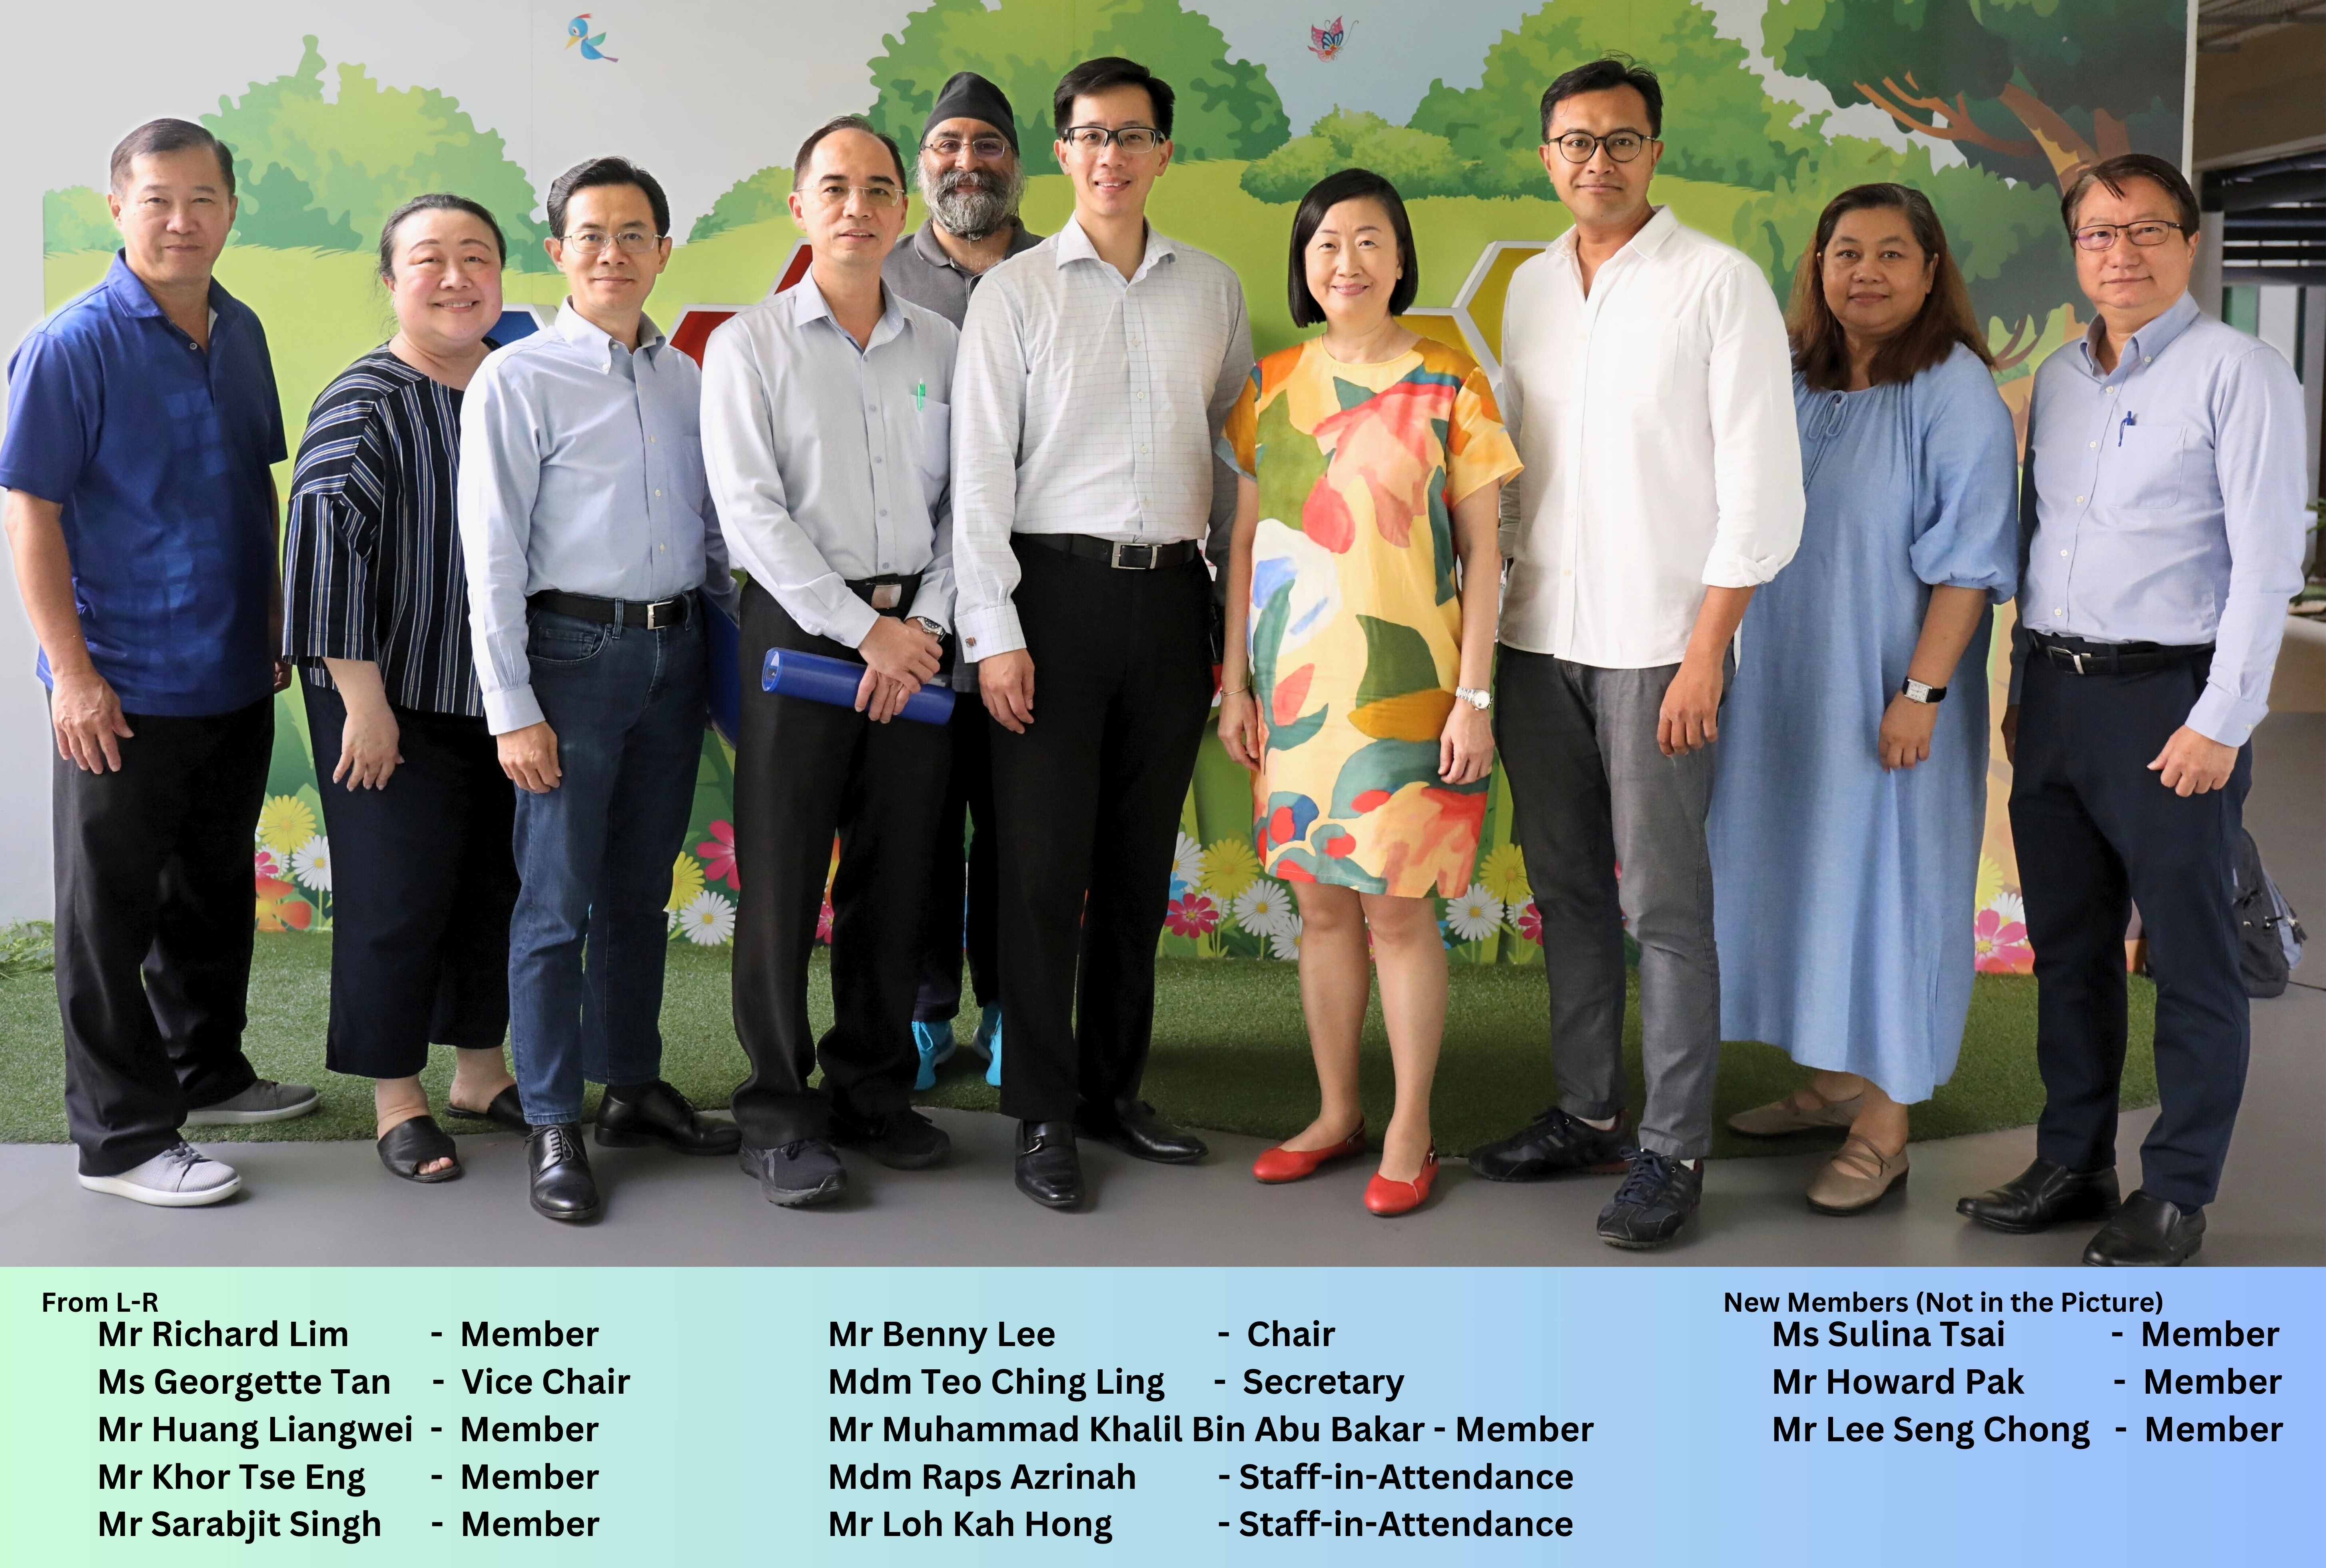 From L-R
Mr Richard Lim - Member
Ms Georgette Tan - Vice Chair
Mr Huang Liangwei - Member
Mr Khor Tse Eng - Member
Mr Sarabjit Singh - Member
Mr Benny Lee - Chair
Mdm Teo Ching Ling - Secretary
Mr Muhammad Khalil Bin Abu Bakar - Member
Mdm Raps Azrinah - Staff-in-Attendance
Mr Loh Kah Hong - Staff-in-Attendance
New Members (Not in the Picture)
Ms Sulina Tsai - Member
Mr Howard Pak - Member
Mr Lee Seng Chong - Member